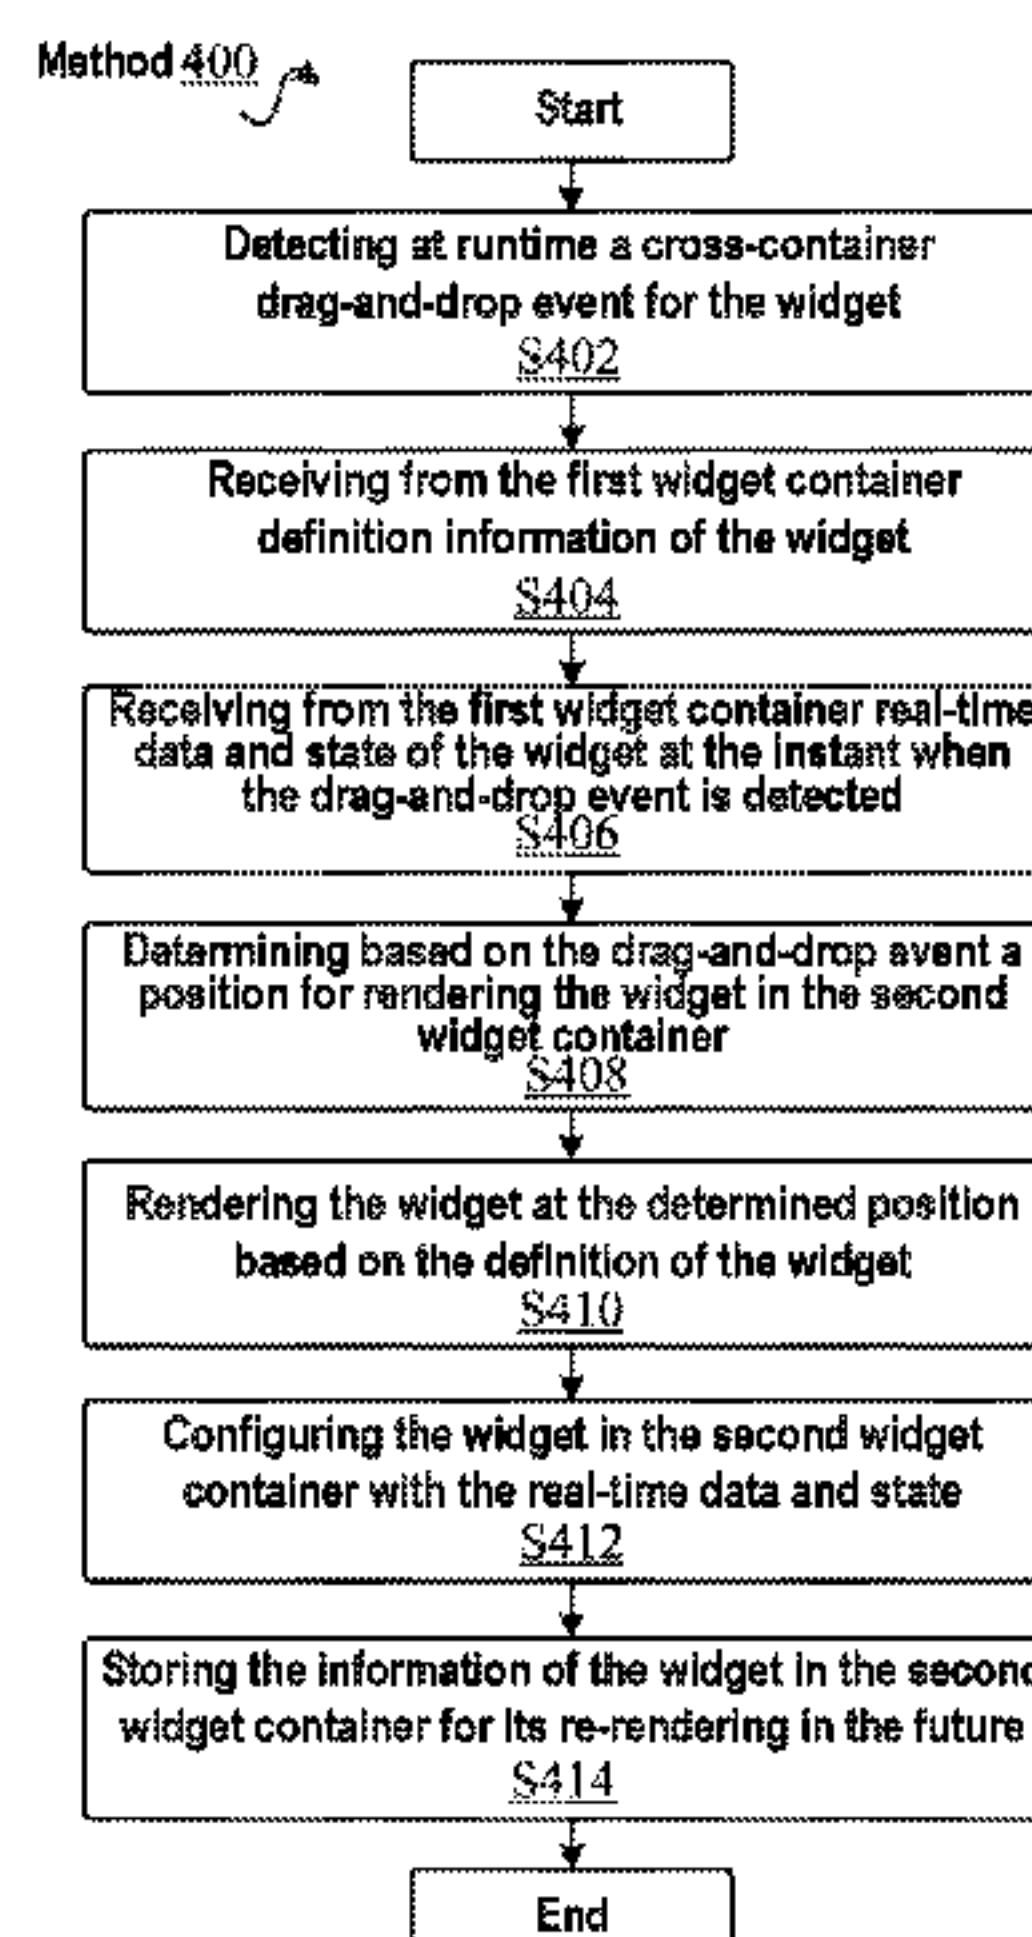 Method 400
Start
Detecting at runtime a cross-container
drag-and-drop event for the widget
S402
Receiving from the first widget container
definition information of the widget
S404
Receiving from the first widget container real-time
data and state of the widget at the instant when
the drag-and-drop event is detected
S406
Determining based on the drag-and-drop event a
position for rendering the widget in the second
widget container
S408
Rendering the widget at the determined position
based on the definition of the widget
S410
Configuring the widget in the second widget
container with the real-time data and state
S412
Storing the information of the widget in the second
widget container for its re-rendering in the future
S414
End